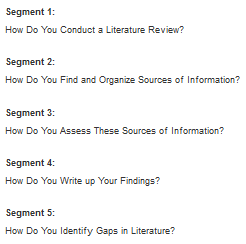 Segment 1:
How Do You Conduct a Literature Review?
Segment 2:
How Do You Find and Organize Sources of Information?
Segment 3:
How Do You Assess These Sources of Information?
Segment 4:
How Do You Write up Your Findings?
Segment 5:
How Do You Identify Gaps in Literature?